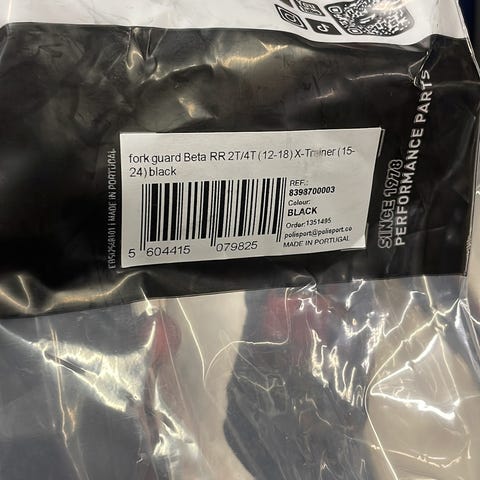 fork guard Beta RR 2T/4T (12-18) X-Trainer (15-
24) black
REF.:
8398700003
Colour:
BLACK
Order:1351495
polisport@polisport.co
MADE IN PORTUGAL
5 604415 079825
SINCE 1978
PERFORMANCE PARTS
MADE IN PORTUGAL